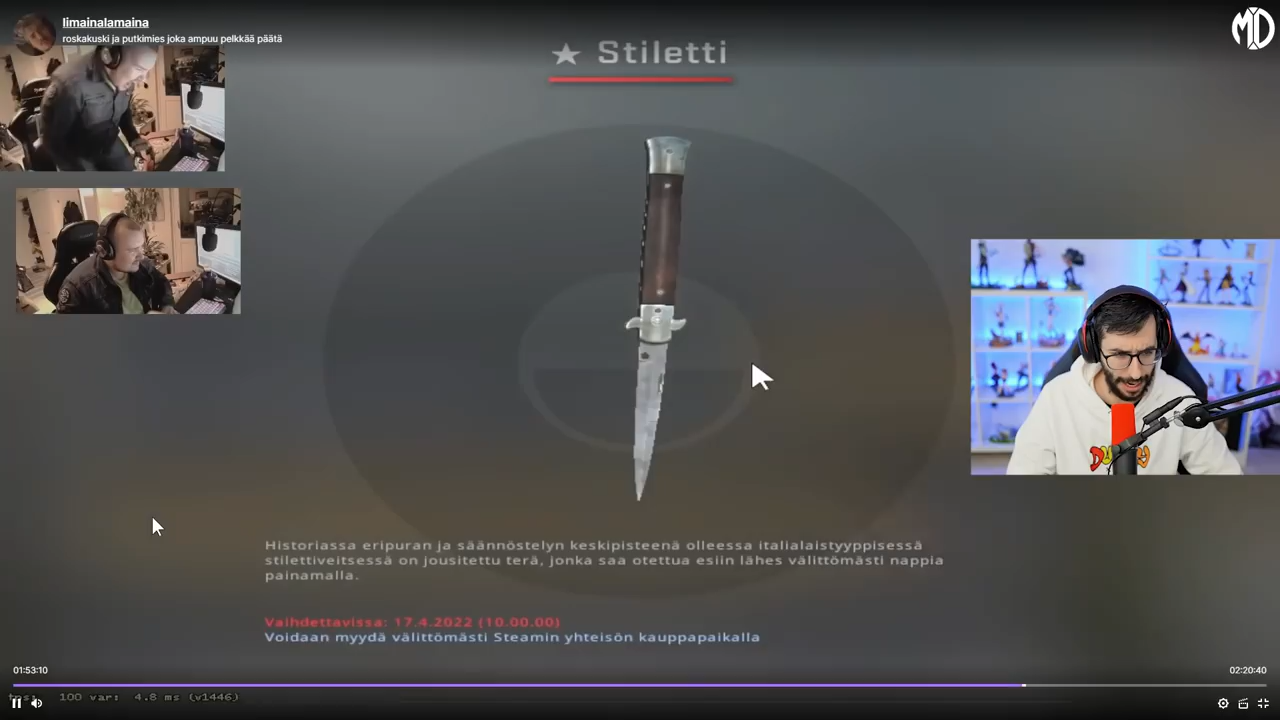 limainalamaina
roskakuski ja putkimies joka ampuu pelkkää päätä
MD
★ Stiletti
Historiassa eripuran ja säännöstelyn keskipisteenä olleessa italialaistyyppisessä
stilettiveitsessä on jousitettu terä, jonka saa otettua esiin lähes välittömästi nappia
painamalla.
Vaihdettavissa: 17.4.2022 (10.00.00)
Voidaan myydä välittömästi Steamin yhteisön kauppapaikalla
01:53:10
02:20:40
100 var: 4.8 ms (v1446)